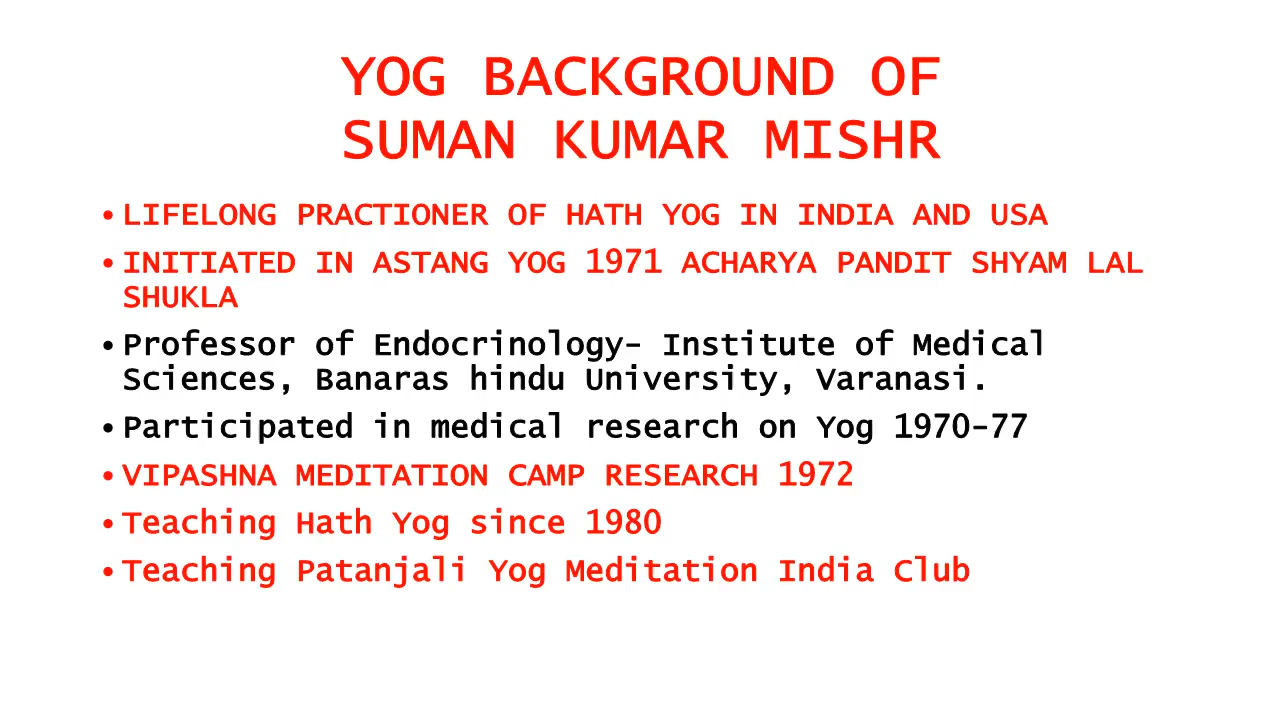 YOG BACKGROUND OF
SUMAN KUMAR MISHR
• LIFELONG PRACTIONER OF HATH YOG IN INDIA AND USA
• INITIATED IN ASTANG YOG 1971 ACHARYA PANDIT SHYAM LAL
SHUKLA
• Professor of Endocrinology- Institute of Medical
Sciences, Banaras hindu University, Varanasi.
• Participated in medical research on Yog 1970-77
• VIPASHNA MEDITATION CAMP RESEARCH 1972
• Teaching Hath Yog since 1980
• Teaching Patanjali Yog Meditation India Club